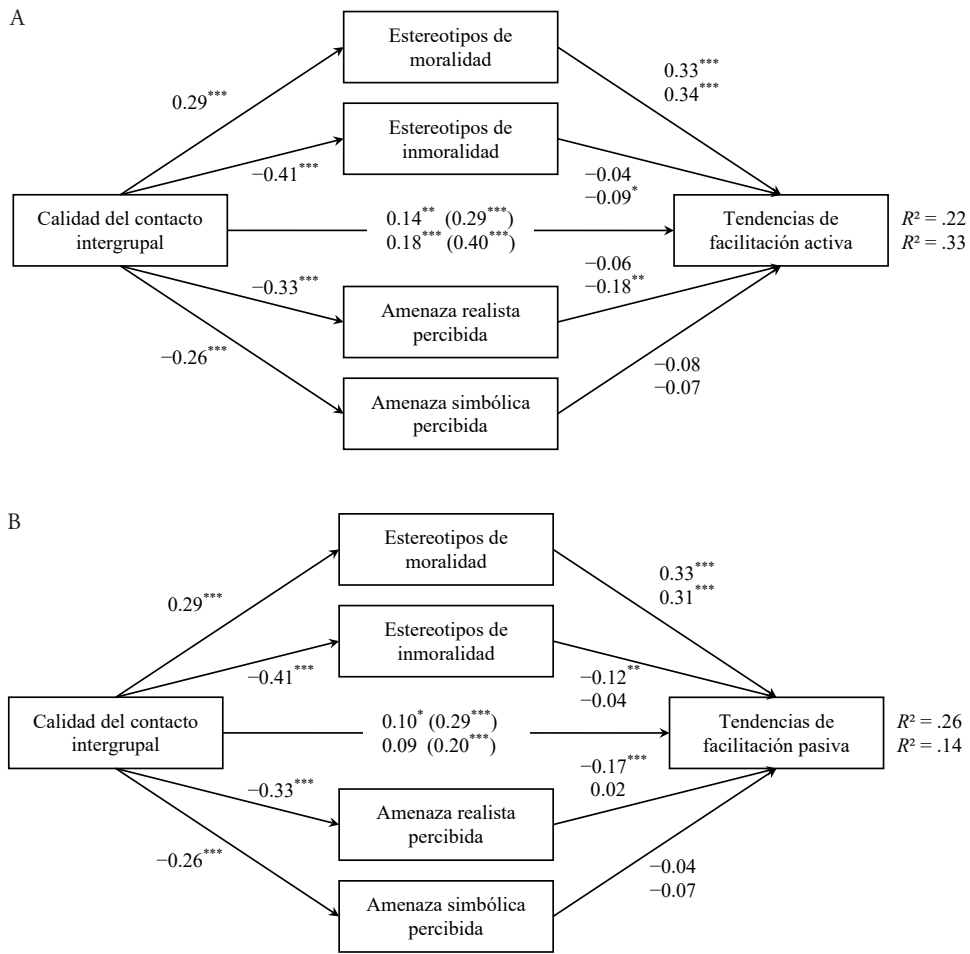 A
Estereotipos de
moralidad
0.29***
0.33***
0.34***
Estereotipos de
inmoralidad
−0.41***
−0.04
−0.09*
Calidad del contacto
intergrupal
0.14** (0.29***)
0.18*** (0.40***)
Tendencias de
facilitación activa
R² = .22
R² = .33
−0.33***
−0.06
−0.18**
Amenaza realista
percibida
−0.26***
−0.08
−0.07
Amenaza simbólica
percibida
B
Estereotipos de
moralidad
0.29***
0.33***
0.31***
Estereotipos de
inmoralidad
−0.41***
−0.12**
−0.04
Calidad del contacto
intergrupal
0.10* (0.29***)
0.09 (0.20***)
Tendencias de
facilitación pasiva
R² = .26
R² = .14
−0.33***
−0.17***
0.02
Amenaza realista
percibida
−0.26***
−0.04
−0.07
Amenaza simbólica
percibida